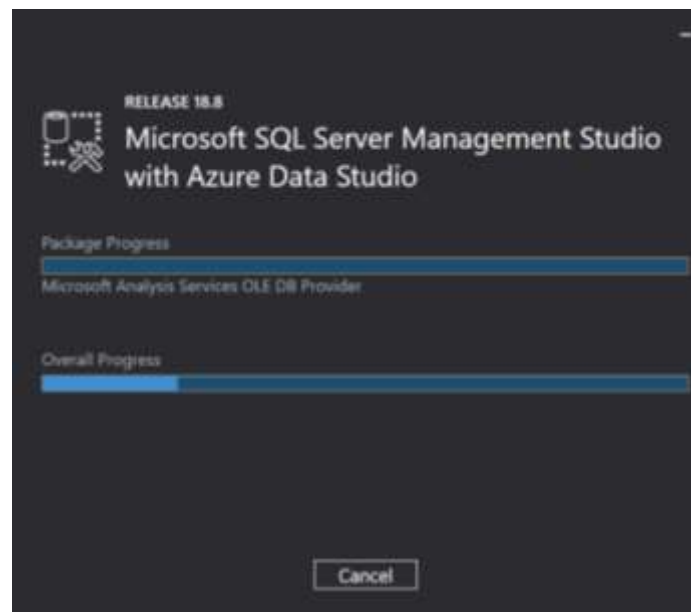 RELEASE 18.8
Microsoft SQL Server Management Studio
with Azure Data Studio
Package Progress
Microsoft Analysis Services OLE DB Provider
Overall Progress
Cancel